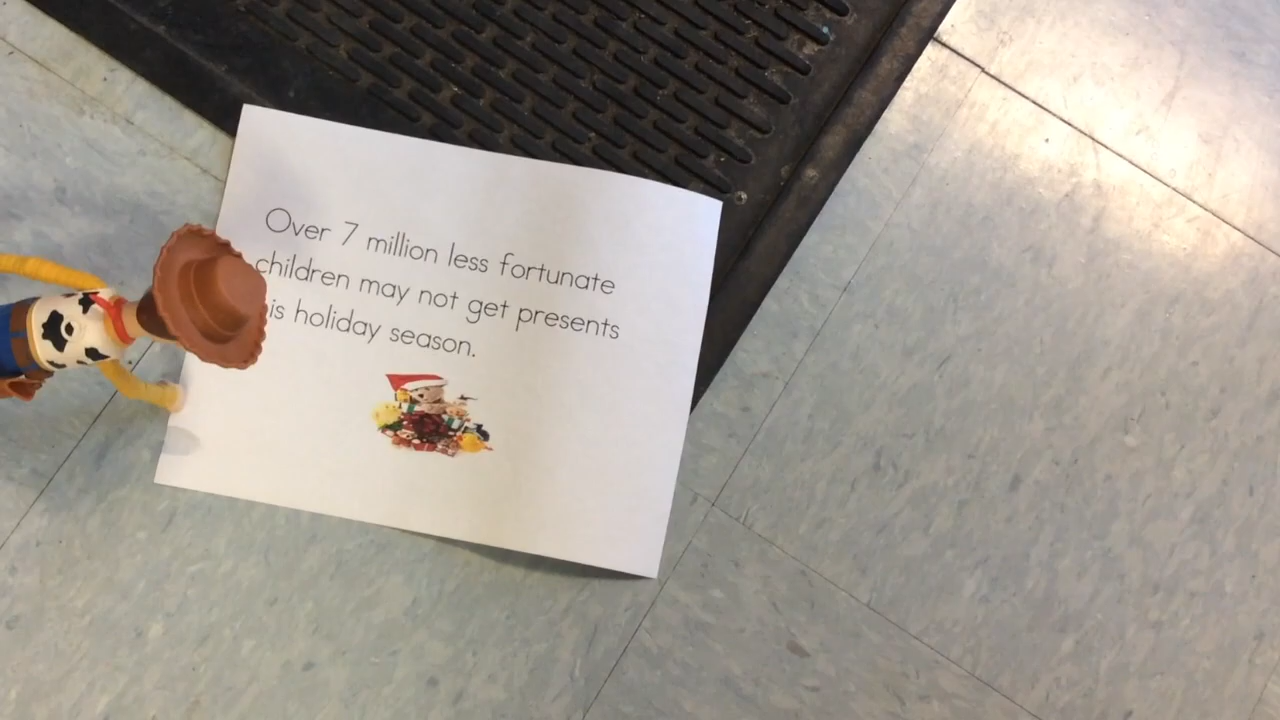 Over 7 million less fortunate
children may not get presents
is holiday season.